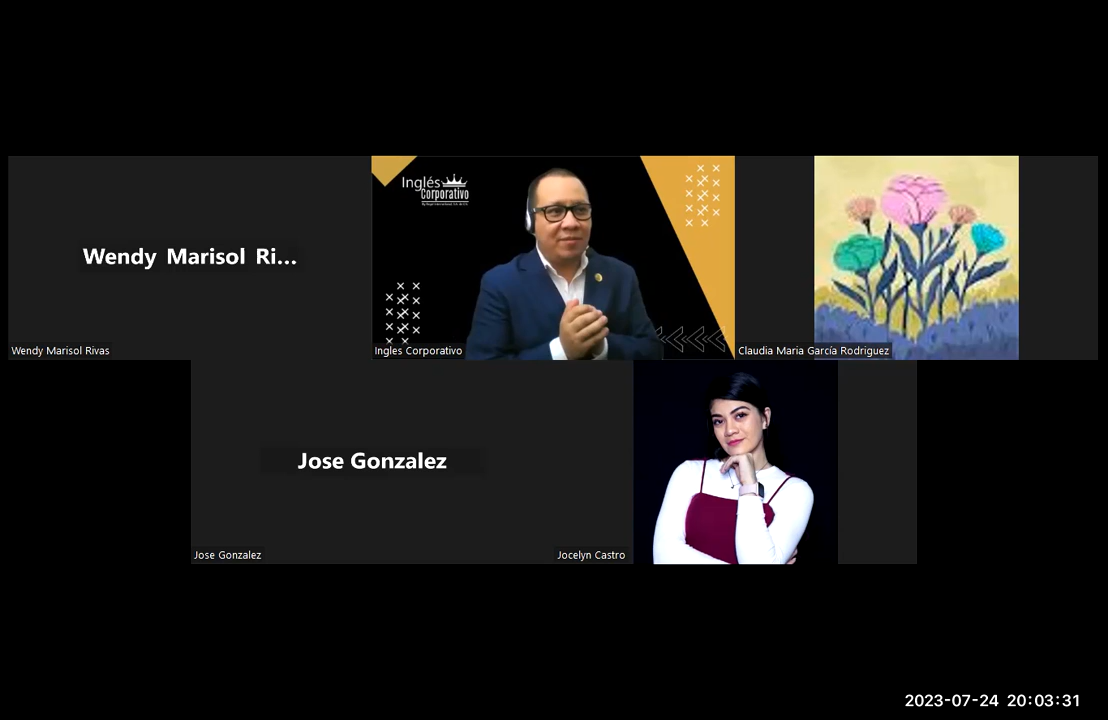 Wendy Marisol Ri...
Wendy Marisol Rivas
Inglés
Corporativo
Ingles Corporativo
Claudia Maria García Rodriguez
Jose Gonzalez
Jose Gonzalez
Jocelyn Castro
2023-07-24 20:03:31